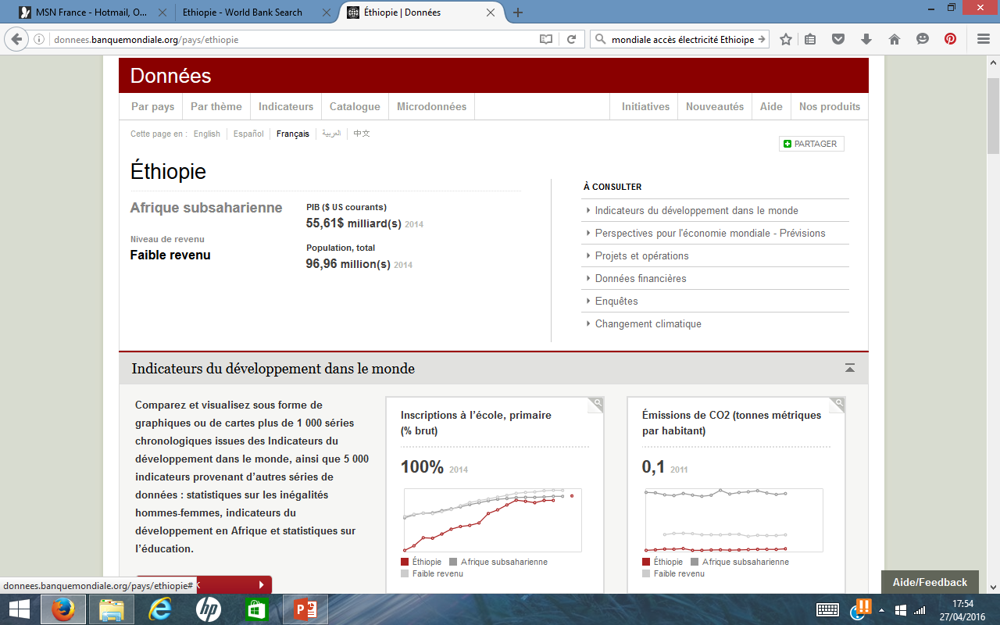 MSN France - Hotmail, O...
Ethiopie - World Bank Search
Éthiopie | Données
donnees.banquemondiale.org/pays/ethiopie
mondiale accès électricité Ethioipe
Données
Par pays
Par thème
Indicateurs
Catalogue
Microdonnées
Initiatives
Nouveautés
Aide
Nos produits
Cette page en : English Español Français العربية 中文
PARTAGER
Éthiopie
Afrique subsaharienne
Niveau de revenu
Faible revenu
PIB ($ US courants)
55,61$ milliard(s) 2014
Population, total
96,96 million(s) 2014
À CONSULTER
Indicateurs du développement dans le monde
Perspectives pour l'économie mondiale - Prévisions
Projets et opérations
Données financières
Enquêtes
Changement climatique
Indicateurs du développement dans le monde
Comparez et visualisez sous forme de
graphiques ou de cartes plus de 1 000 séries
chronologiques issues des Indicateurs du
développement dans le monde, ainsi que 5 000
indicateurs provenant d'autres séries de
données : statistiques sur les inégalités
hommes-femmes, indicateurs du
développement en Afrique et statistiques sur
l'éducation.
Inscriptions à l'école, primaire
(% brut)
100% 2014
Éthiopie Afrique subsaharienne
Faible revenu
Émissions de CO2 (tonnes métriques
par habitant)
0,1 2011
Éthiopie Afrique subsaharienne
Faible revenu
donnees.banquemondiale.org/pays/ethiopie#
Aide/Feedback
hp
17:54
27/04/2016